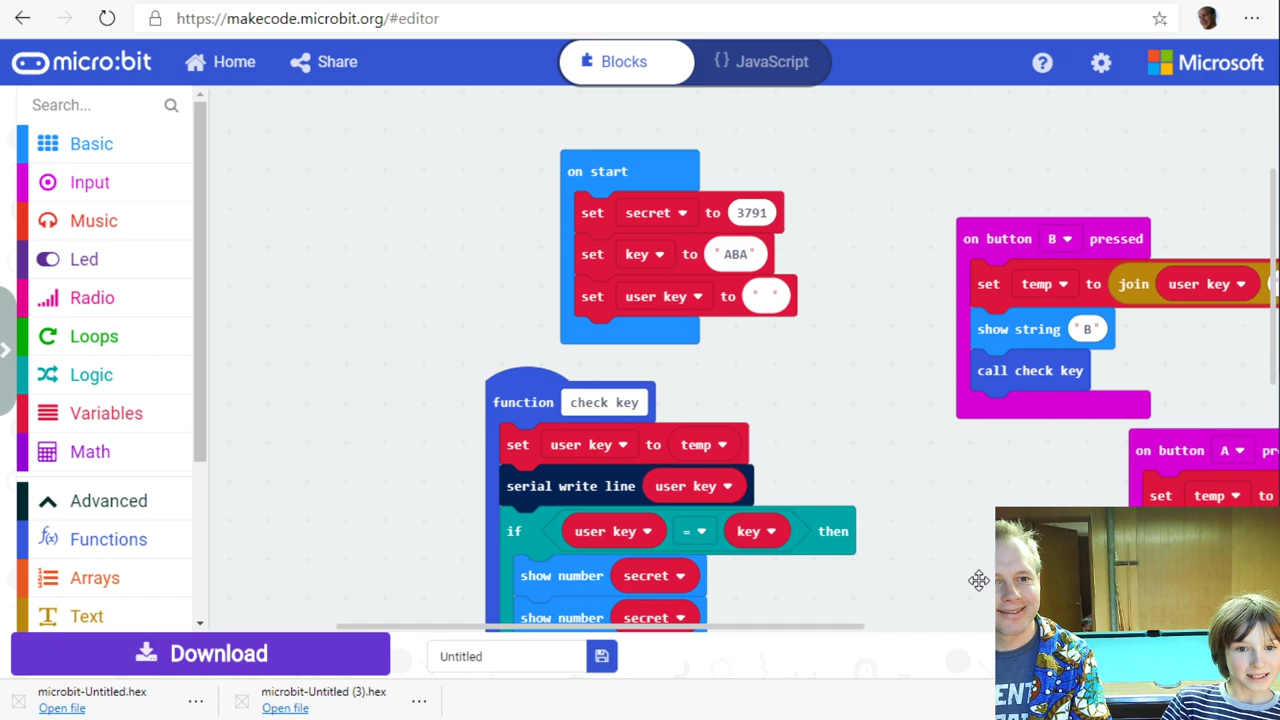 https://makecode.microbit.org/#editor
micro:bit Home Share Blocks {} JavaScript ? Microsoft
Search...
Basic
Input
Music
Led
Radio
Loops
Logic
Variables
Math
Advanced
f(x) Functions
Arrays
T Text
on start
set secret to 3791
set key to "ABA"
set user key to " "
function check key
set user key to temp
serial write line user key
if user key = key then
show number secret
show number secret
on button B pressed
set temp to join user key
show string "B"
call check key
on button A pr
set temp to
ENT
Download Untitled
microbit-Untitled.hex
Open file
microbit-Untitled (3).hex
Open file